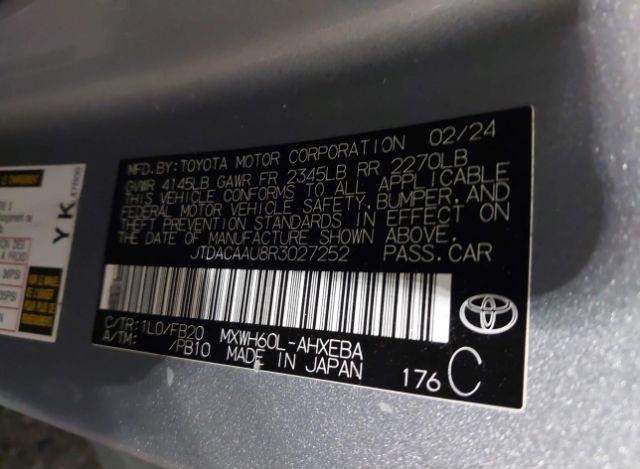 MFD.BY:TOYOTA MOTOR CORPORATION 02/24
GVWR 4145LB GAWR FR 2345LB RR 2270LB
THIS VEHICLE CONFORMS TO ALL APPLICABLE
FEDERAL MOTOR VEHICLE SAFETY,BUMPER,AND
THEFT PREVENTION STANDARDS IN EFFECT ON
THE DATE OF MANUFACTURE SHOWN ABOVE.
JTDACAAU8R3027252 PASS.CAR
C/TR:1L0/FB20 MXWH60L-AHXEBA
A/TM: /PB10 MADE IN JAPAN
176 C
YK